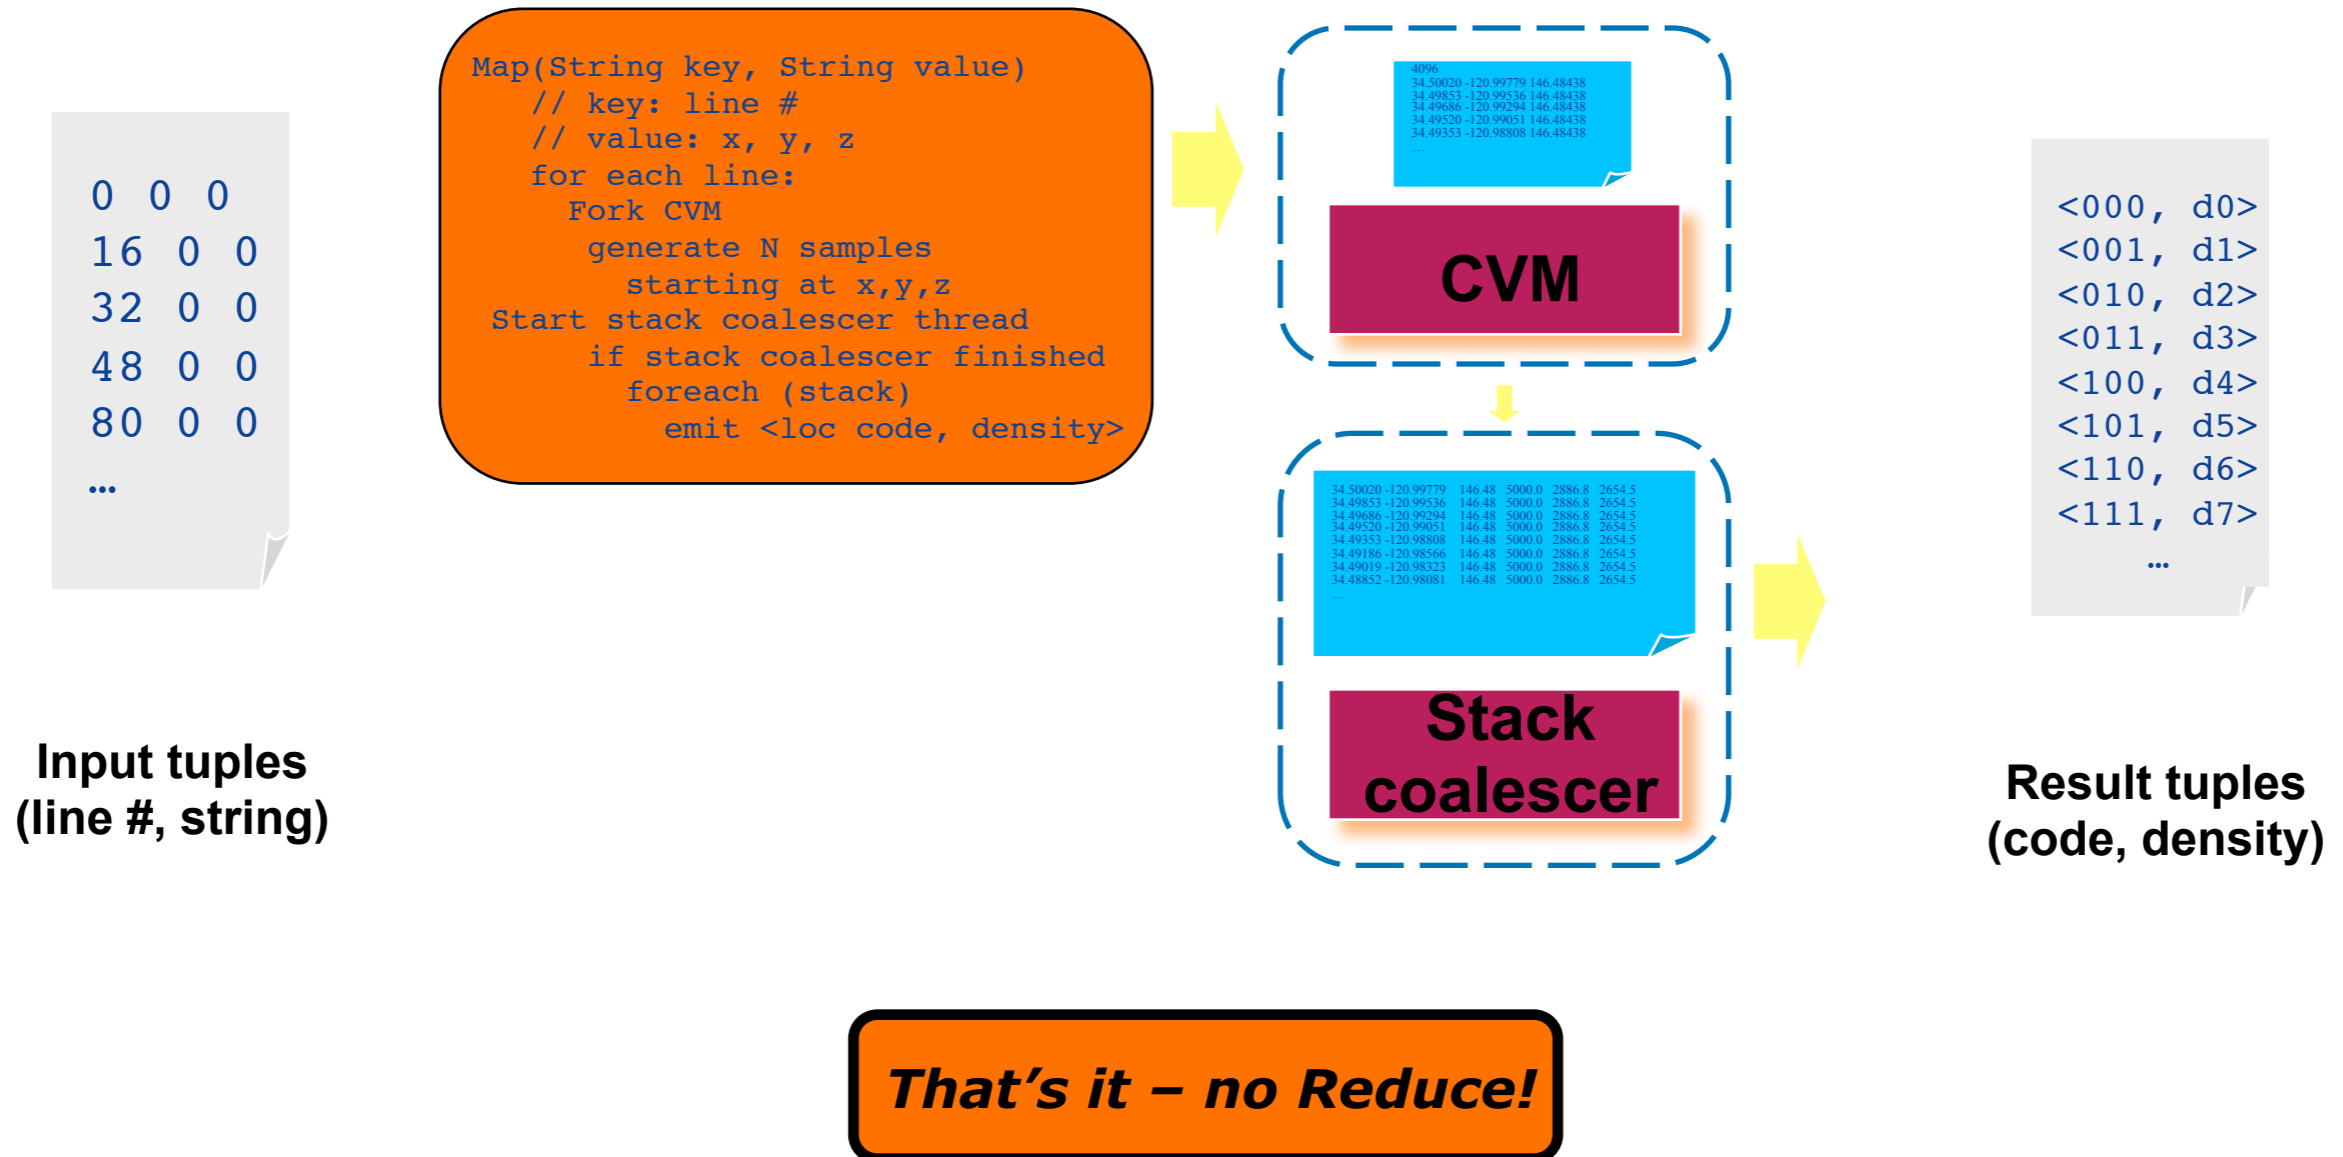 0 0 0
16 0 0
32 0 0
48 0 0
80 0 0
…
Input tuples
(line #, string)
Map(String key, String value)
// key: line #
// value: x, y, z
for each line:
Fork CVM
generate N samples
starting at x,y,z
Start stack coalescer thread
if stack coalescer finished
foreach (stack)
emit <loc code, density>
4096
34.50020 -120.99779 146.48438
34.49853 -120.99536 146.48438
34.49686 -120.99294 146.48438
34.49520 -120.99051 146.48438
34.49353 -120.98808 146.48438
…
CVM
34.50020 -120.99779 146.48 5000.0 2886.8 2654.5
34.49853 -120.99536 146.48 5000.0 2886.8 2654.5
34.49686 -120.99294 146.48 5000.0 2886.8 2654.5
34.49520 -120.99051 146.48 5000.0 2886.8 2654.5
34.49353 -120.98808 146.48 5000.0 2886.8 2654.5
34.49186 -120.98566 146.48 5000.0 2886.8 2654.5
34.49019 -120.98323 146.48 5000.0 2886.8 2654.5
34.48852 -120.98081 146.48 5000.0 2886.8 2654.5
…
Stack
coalescer
<000, d0>
<001, d1>
<010, d2>
<011, d3>
<100, d4>
<101, d5>
<110, d6>
<111, d7>
…
Result tuples
(code, density)
That’s it – no Reduce!